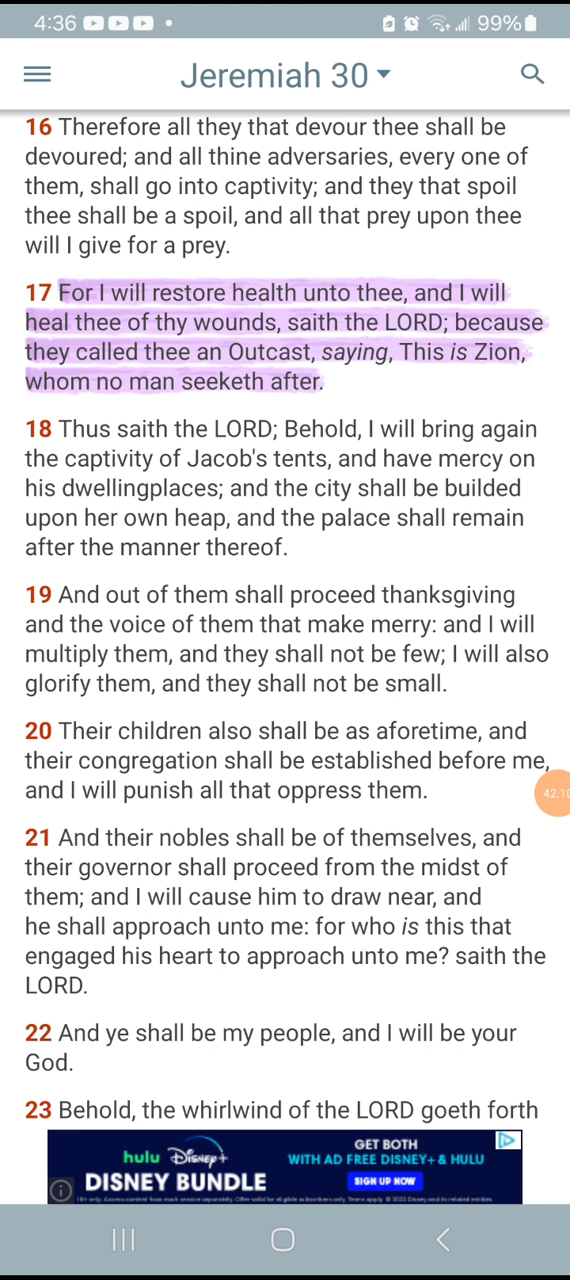 4:36
99%
Jeremiah 30
16 Therefore all they that devour thee shall be
devoured; and all thine adversaries, every one of
them, shall go into captivity; and they that spoil
thee shall be a spoil, and all that prey upon thee
will I give for a prey.
17 For I will restore health unto thee, and I will
heal thee of thy wounds, saith the LORD; because
they called thee an Outcast, saying, This is Zion,
whom no man seeketh after.
18 Thus saith the LORD; Behold, I will bring again
the captivity of Jacob's tents, and have mercy on
his dwellingplaces; and the city shall be builded
upon her own heap, and the palace shall remain
after the manner thereof.
19 And out of them shall proceed thanksgiving
and the voice of them that make merry: and I will
multiply them, and they shall not be few; I will also
glorify them, and they shall not be small.
20 Their children also shall be as aforetime, and
their congregation shall be established before me,
and I will punish all that oppress them.
42:10
21 And their nobles shall be of themselves, and
their governor shall proceed from the midst of
them; and I will cause him to draw near, and
he shall approach unto me: for who is this that
engaged his heart to approach unto me? saith the
LORD.
22 And ye shall be my people, and I will be your
God.
23 Behold, the whirlwind of the LORD goeth forth
hulu Disney+
DISNEY BUNDLE
GET BOTH
WITH AD FREE DISNEY+ & HULU
SIGN UP NOW